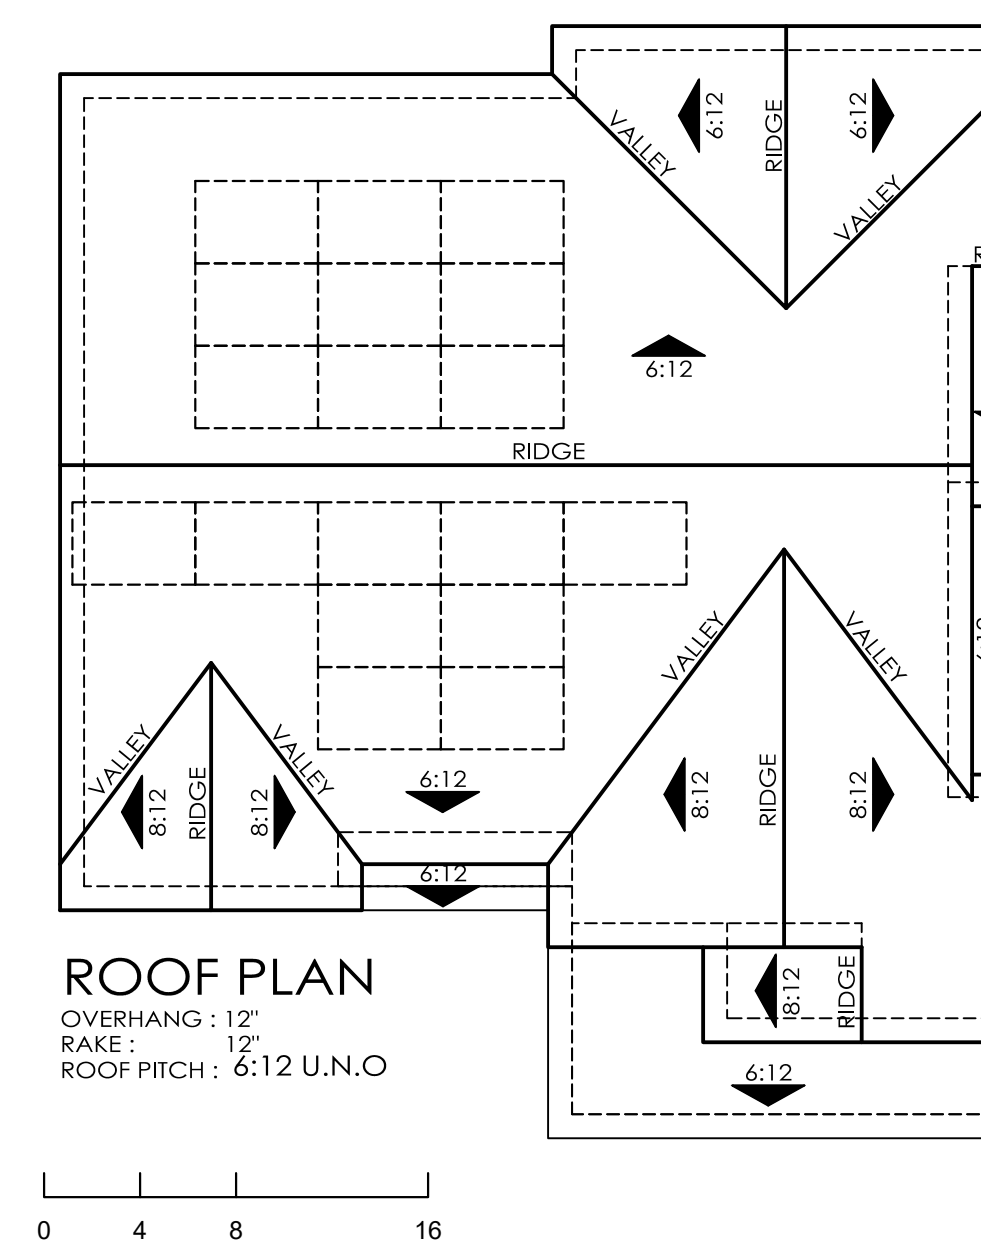 6:12
RIDGE
6:12
VALLEY
VALLEY
6:12
RIDGE
VALLEY
VALLEY
VALLEY
VALLEY
8:12
RIDGE
8:12
6:12
8:12
RIDGE
8:12
6:12
ROOF PLAN
OVERHANG : 12"
RAKE : 12"
ROOF PITCH : 6:12 U.N.O
8:12
RIDGE
6:12
0 4 8 16